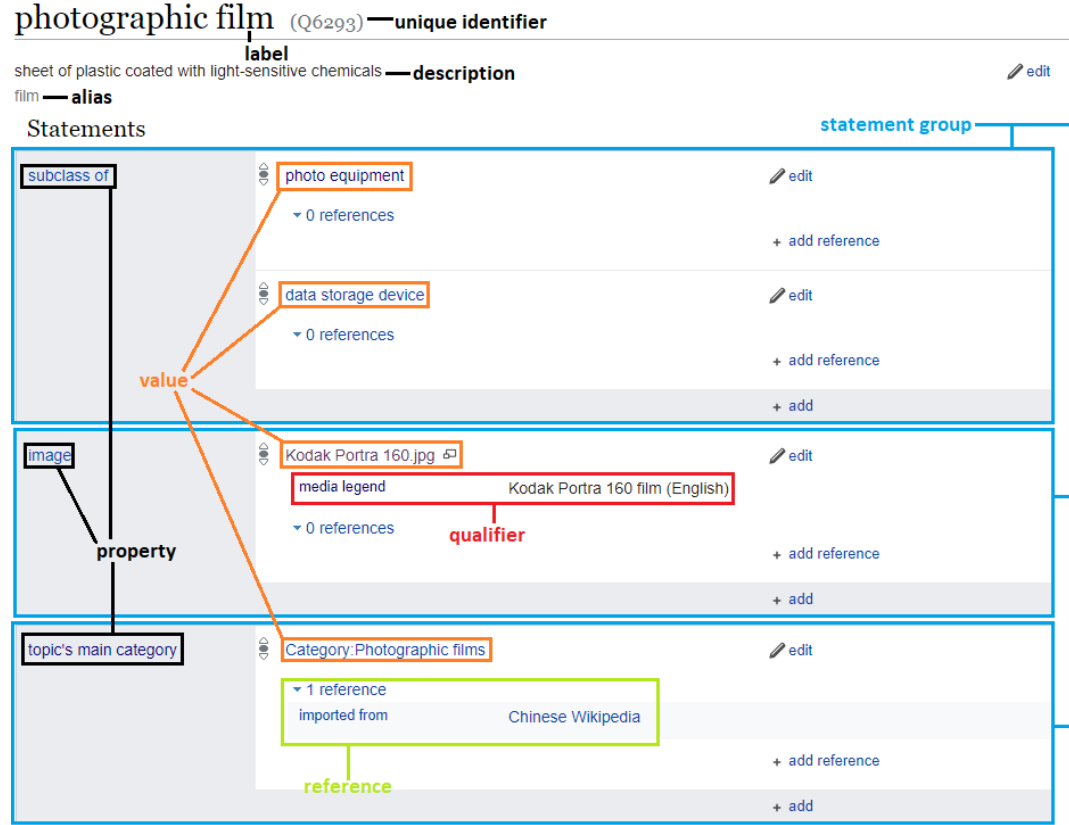 photographic film (Q6293) unique identifier
label
sheet of plastic coated with light-sensitive chemicals description edit
film alias
Statements statement group
subclass of photo equipment edit
0 references
+ add reference
data storage device edit
0 references
+ add reference
value
+ add
image Kodak Portra 160.jpg edit
media legend Kodak Portra 160 film (English)
0 references
qualifier
property
+ add reference
+ add
topic's main category Category:Photographic films edit
1 reference
imported from Chinese Wikipedia
+ add reference
reference
+ add